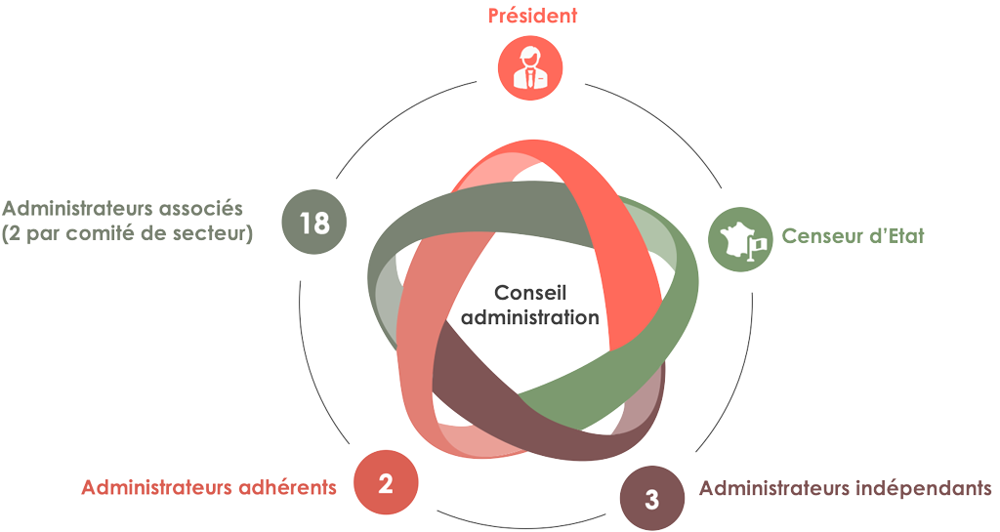 Président
Administrateurs associés
(2 par comité de secteur)
18
Censeur d'Etat
Conseil
administration
Administrateurs adhérents
2
3
Administrateurs indépendants